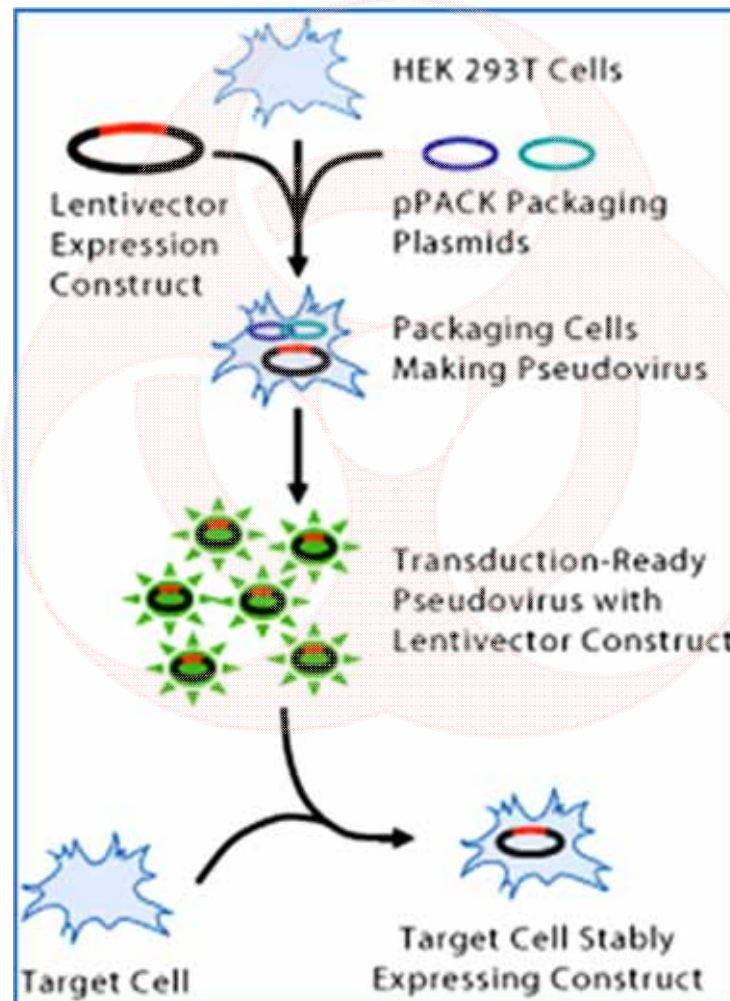 HEK 293T Cells
Lentivector
Expression
Construct
pPACK Packaging
Plasmids
Packaging Cells
Making Pseudovirus
Transduction-Ready
Pseudovirus with
Lentivector Construct
Target Cell
Target Cell Stably
Expressing Construct